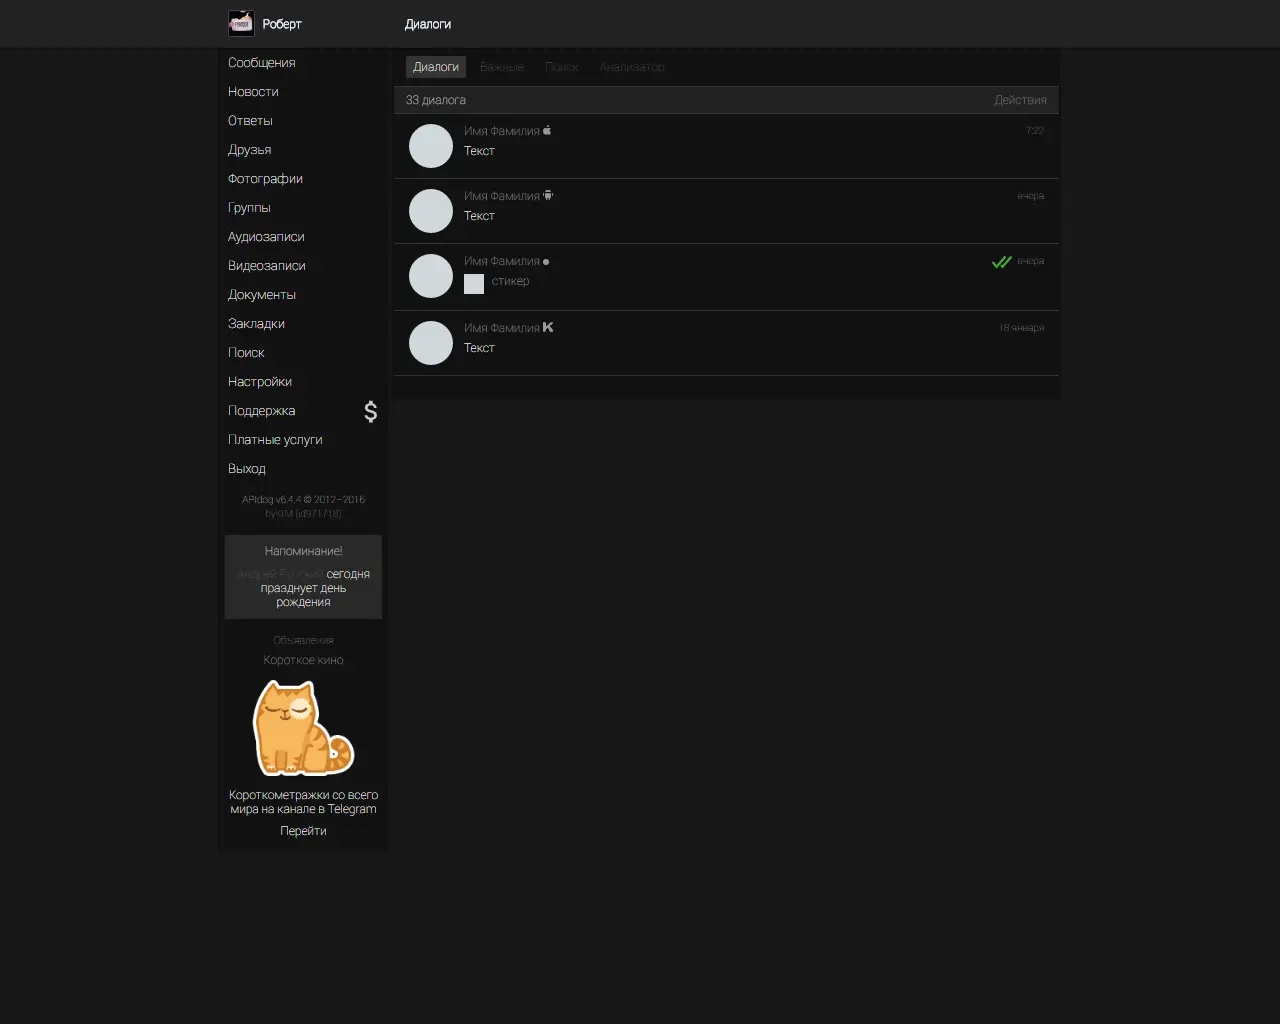 Роберт
Диалоги
Сообщения
Новости
Ответы
Друзья
Фотографии
Группы
Аудиозаписи
Видеозаписи
Документы
Закладки
Поиск
Настройки
Поддержка
Платные услуги
Выход
APIdog v6.4.4 © 2012–2016
byKIM (id971718)
Напоминание!
Андрей Русский сегодня
празднует день
рождения
Объявления
Короткое кино
Короткометражки со всего
мира на канале в Telegram
Перейти
Диалоги Важные Поиск Анализатор
33 диалога Действия
Имя Фамилия 7:22
Текст
Имя Фамилия вчера
Текст
Имя Фамилия вчера
стикер
Имя Фамилия 18 января
Текст